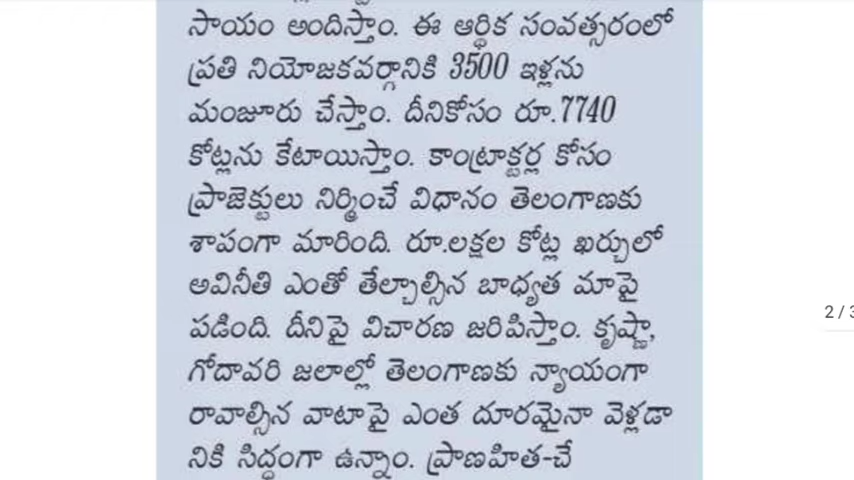 సాయం అందిస్తాం. ఈ ఆర్థిక సంవత్సరంలో
ప్రతి నియోజకవర్గానికి 3500 ఇళ్లను
మంజూరు చేస్తాం. దీనికోసం రూ.7740
కోట్లను కేటాయిస్తాం. కాంట్రాక్టర్ల కోసం
ప్రాజెక్టులు నిర్మించే విధానం తెలంగాణకు
శాపంగా మారింది. రూ.లక్షల కోట్ల ఖర్చులో
అవినీతి ఎంతో తేల్చాల్సిన బాధ్యత మాపై
పడింది. దీనిపై విచారణ జరిపిస్తాం. కృష్ణా,
గోదావరి జలాల్లో తెలంగాణకు న్యాయంగా
రావాల్సిన వాటాపై ఎంత దూరమైనా వెళ్లడా
నికి సిద్ధంగా ఉన్నాం. ప్రాణహిత-చే
2 / 3